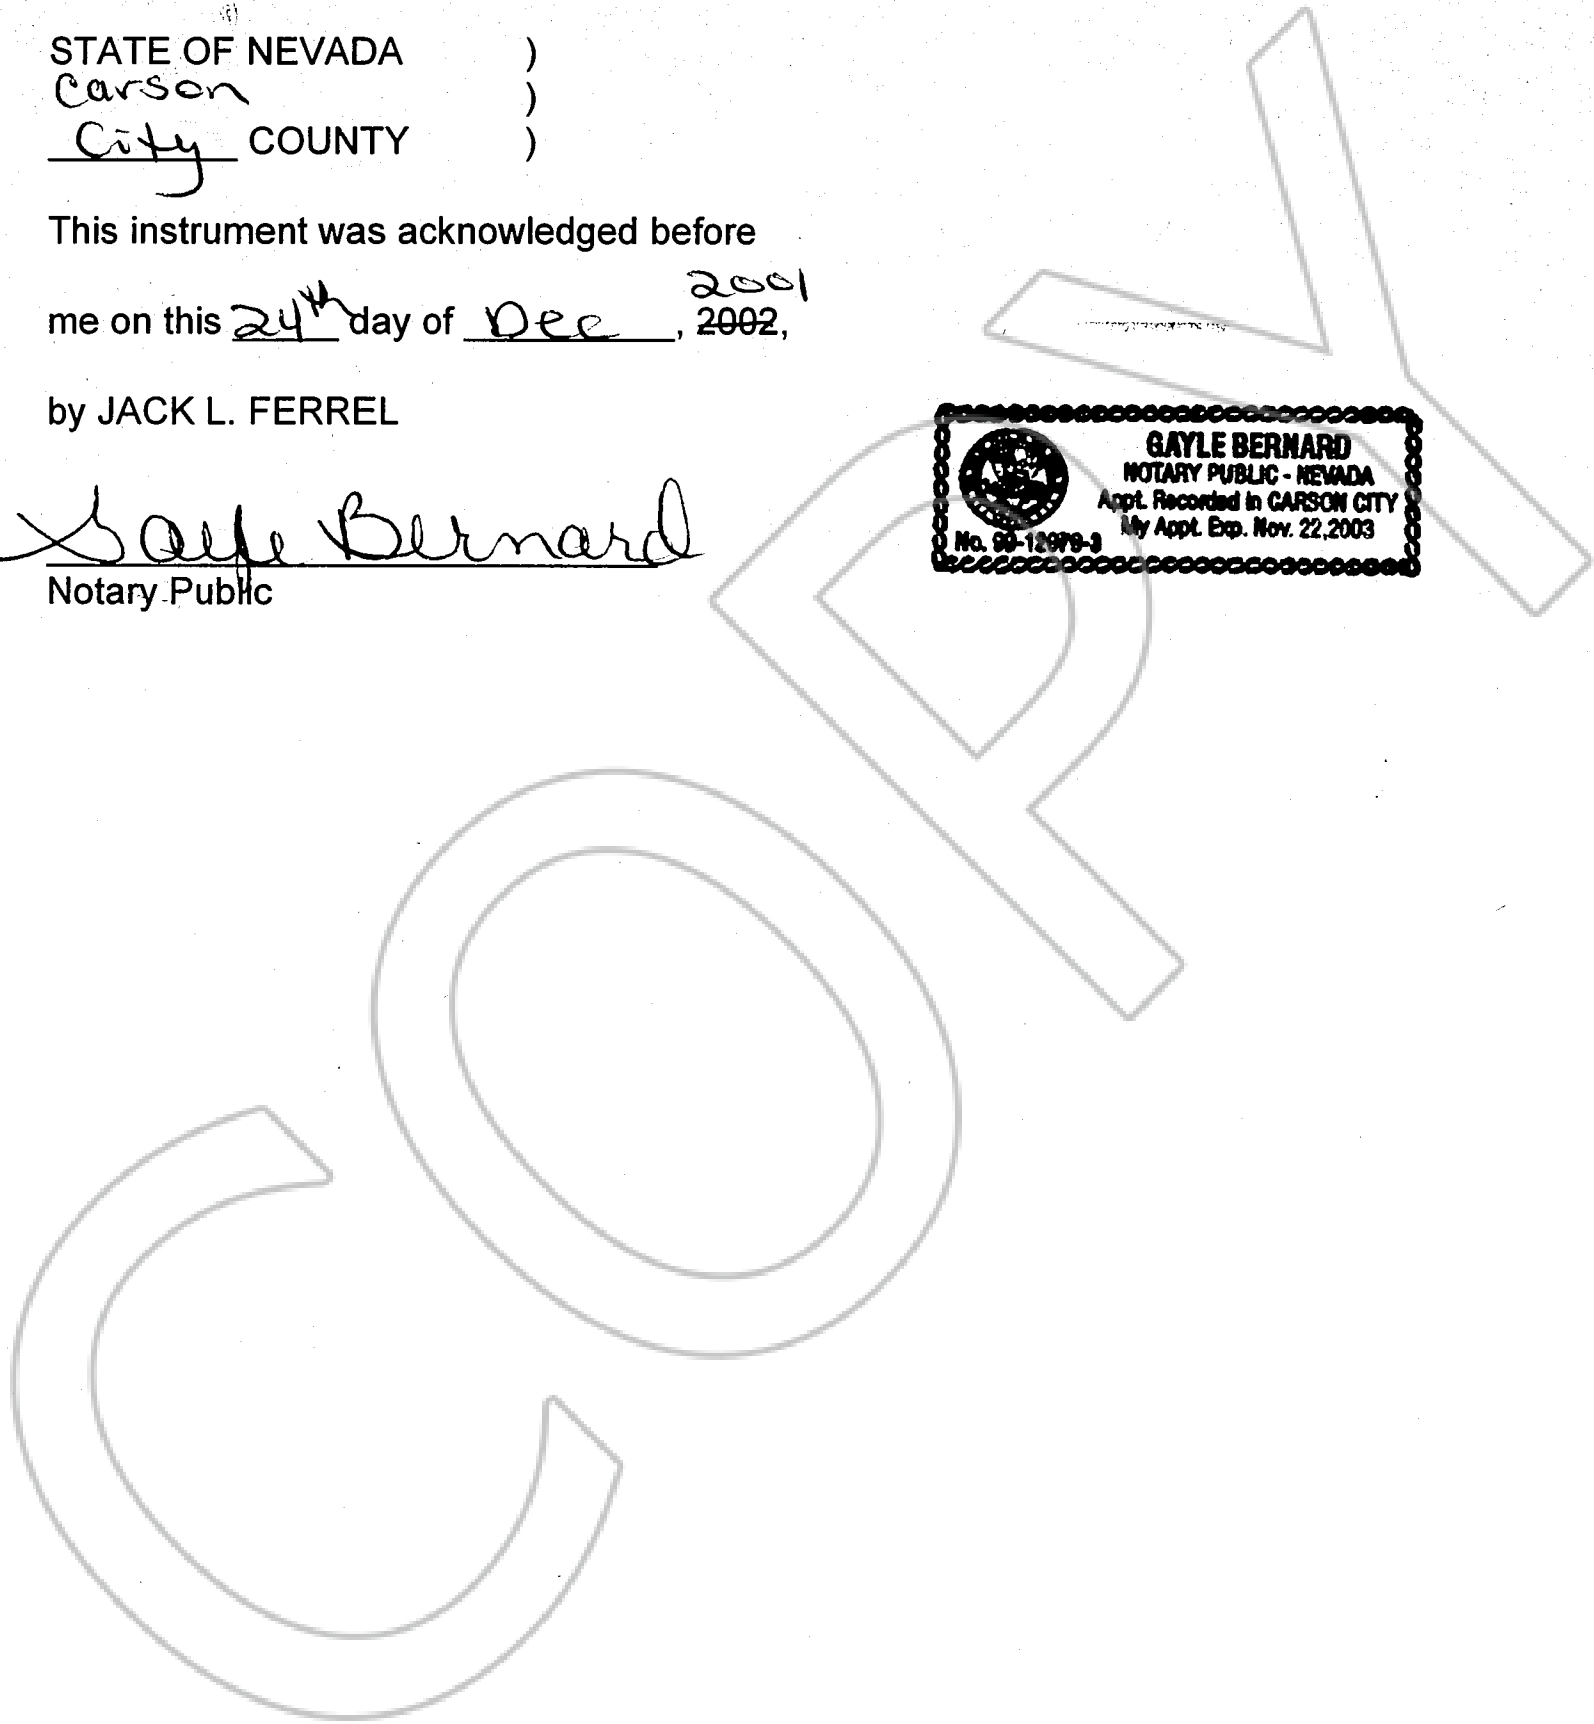 STATE OF NEVADA )
Carson )
City COUNTY )
This instrument was acknowledged before
me on this 24th day of Dec, 2001 2002,
by JACK L. FERREL
Gayle Bernard
Notary Public
GAYLE BERNARD
NOTARY PUBLIC - NEVADA
Appt. Recorded in CARSON CITY
My Appt. Exp. Nov. 22,2003
COPY